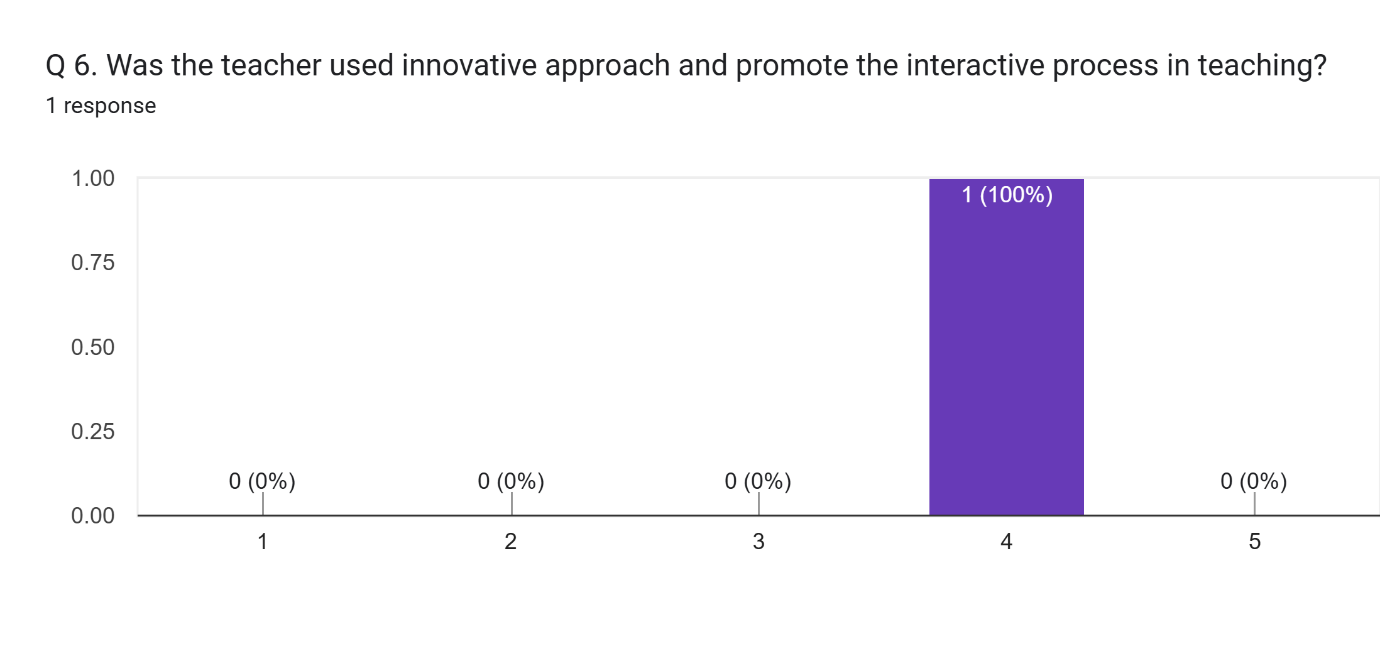 Q 6. Was the teacher used innovative approach and promote the interactive process in teaching?
1 response
1.00
1 (100%)
0.75
0.50
0.25
0 (0%) 0 (0%) 0 (0%) 0 (0%)
0.00
1 2 3 4 5